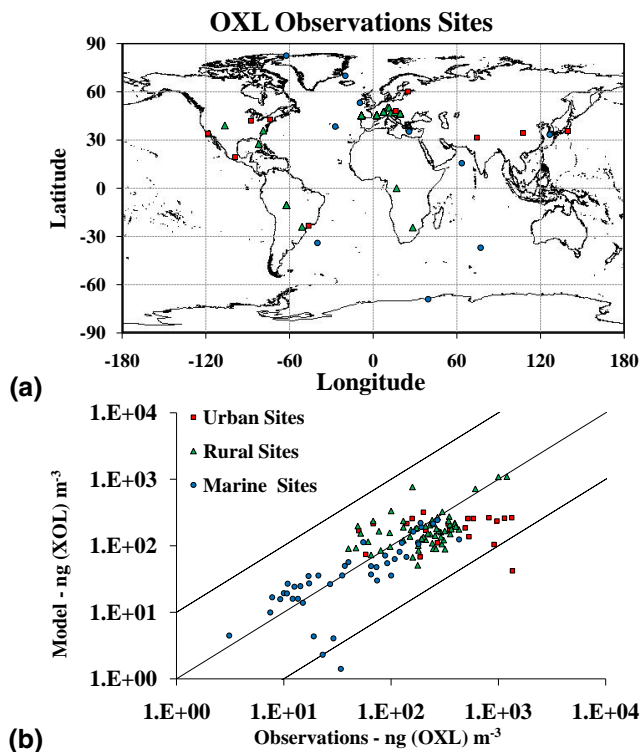 OXL Observations Sites
90
60
30
0
-30
-60
-90
Latitude
-180 -120 -60 0 60 120 180
Longitude
(a)
1.E+04
1.E+03
1.E+02
1.E+01
1.E+00
Model - ng (XOL) m-3
Urban Sites
Rural Sites
Marine Sites
1.E+00 1.E+01 1.E+02 1.E+03 1.E+04
Observations - ng (OXL) m-3
(b)